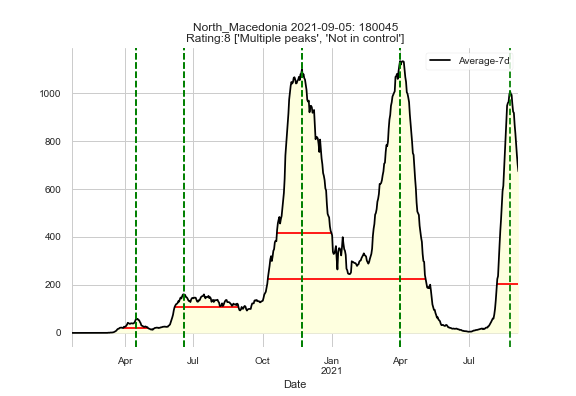 North_Macedonia 2021-09-05: 180045
Rating:8 ['Multiple peaks', 'Not in control']
Average-7d
1000
800
600
400
200
0
Apr Jul Oct Jan Apr Jul
2021
Date